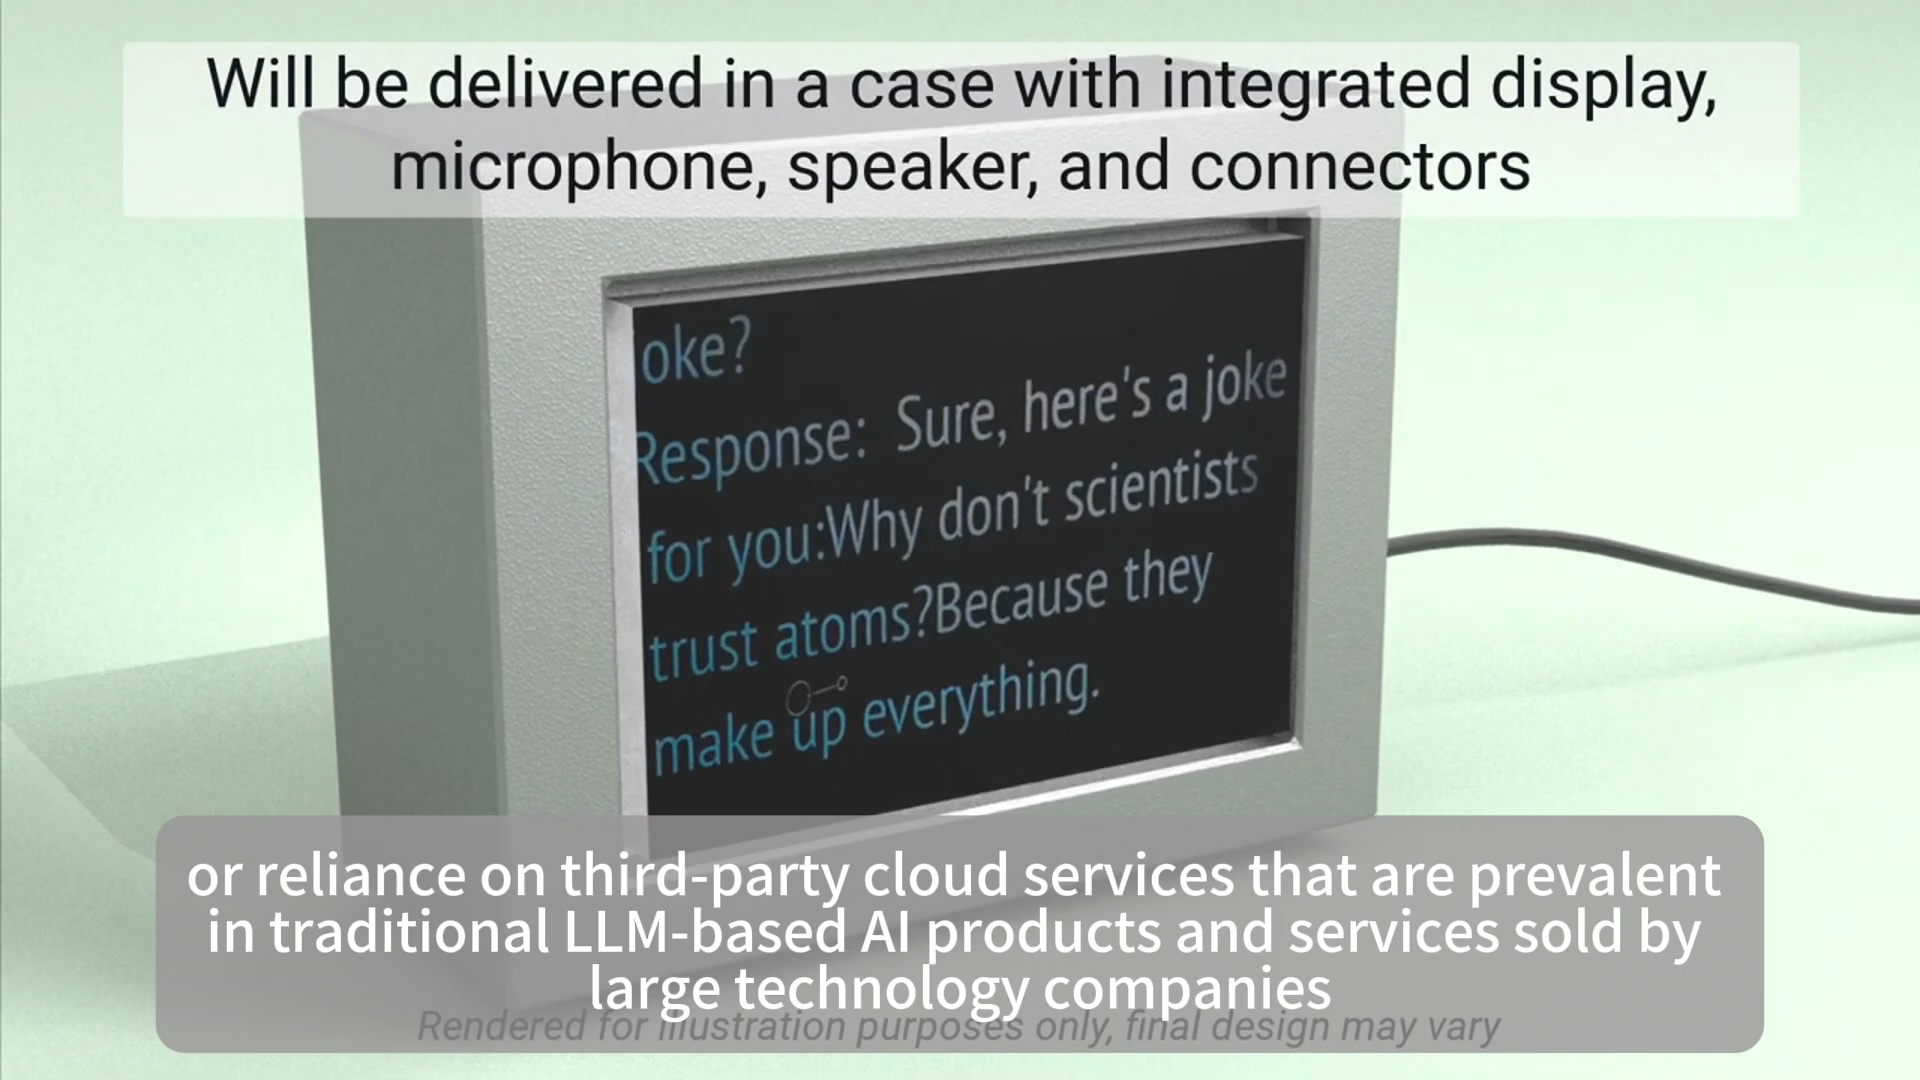 Will be delivered in a case with integrated display,
microphone, speaker, and connectors
oke?
Response: Sure, here's a joke
for you:Why don't scientists
trust atoms?Because they
make up everything.
or reliance on third-party cloud services that are prevalent
in traditional LLM-based AI products and services sold by
large technology companies
Rendered for illustration purposes only, final design may vary